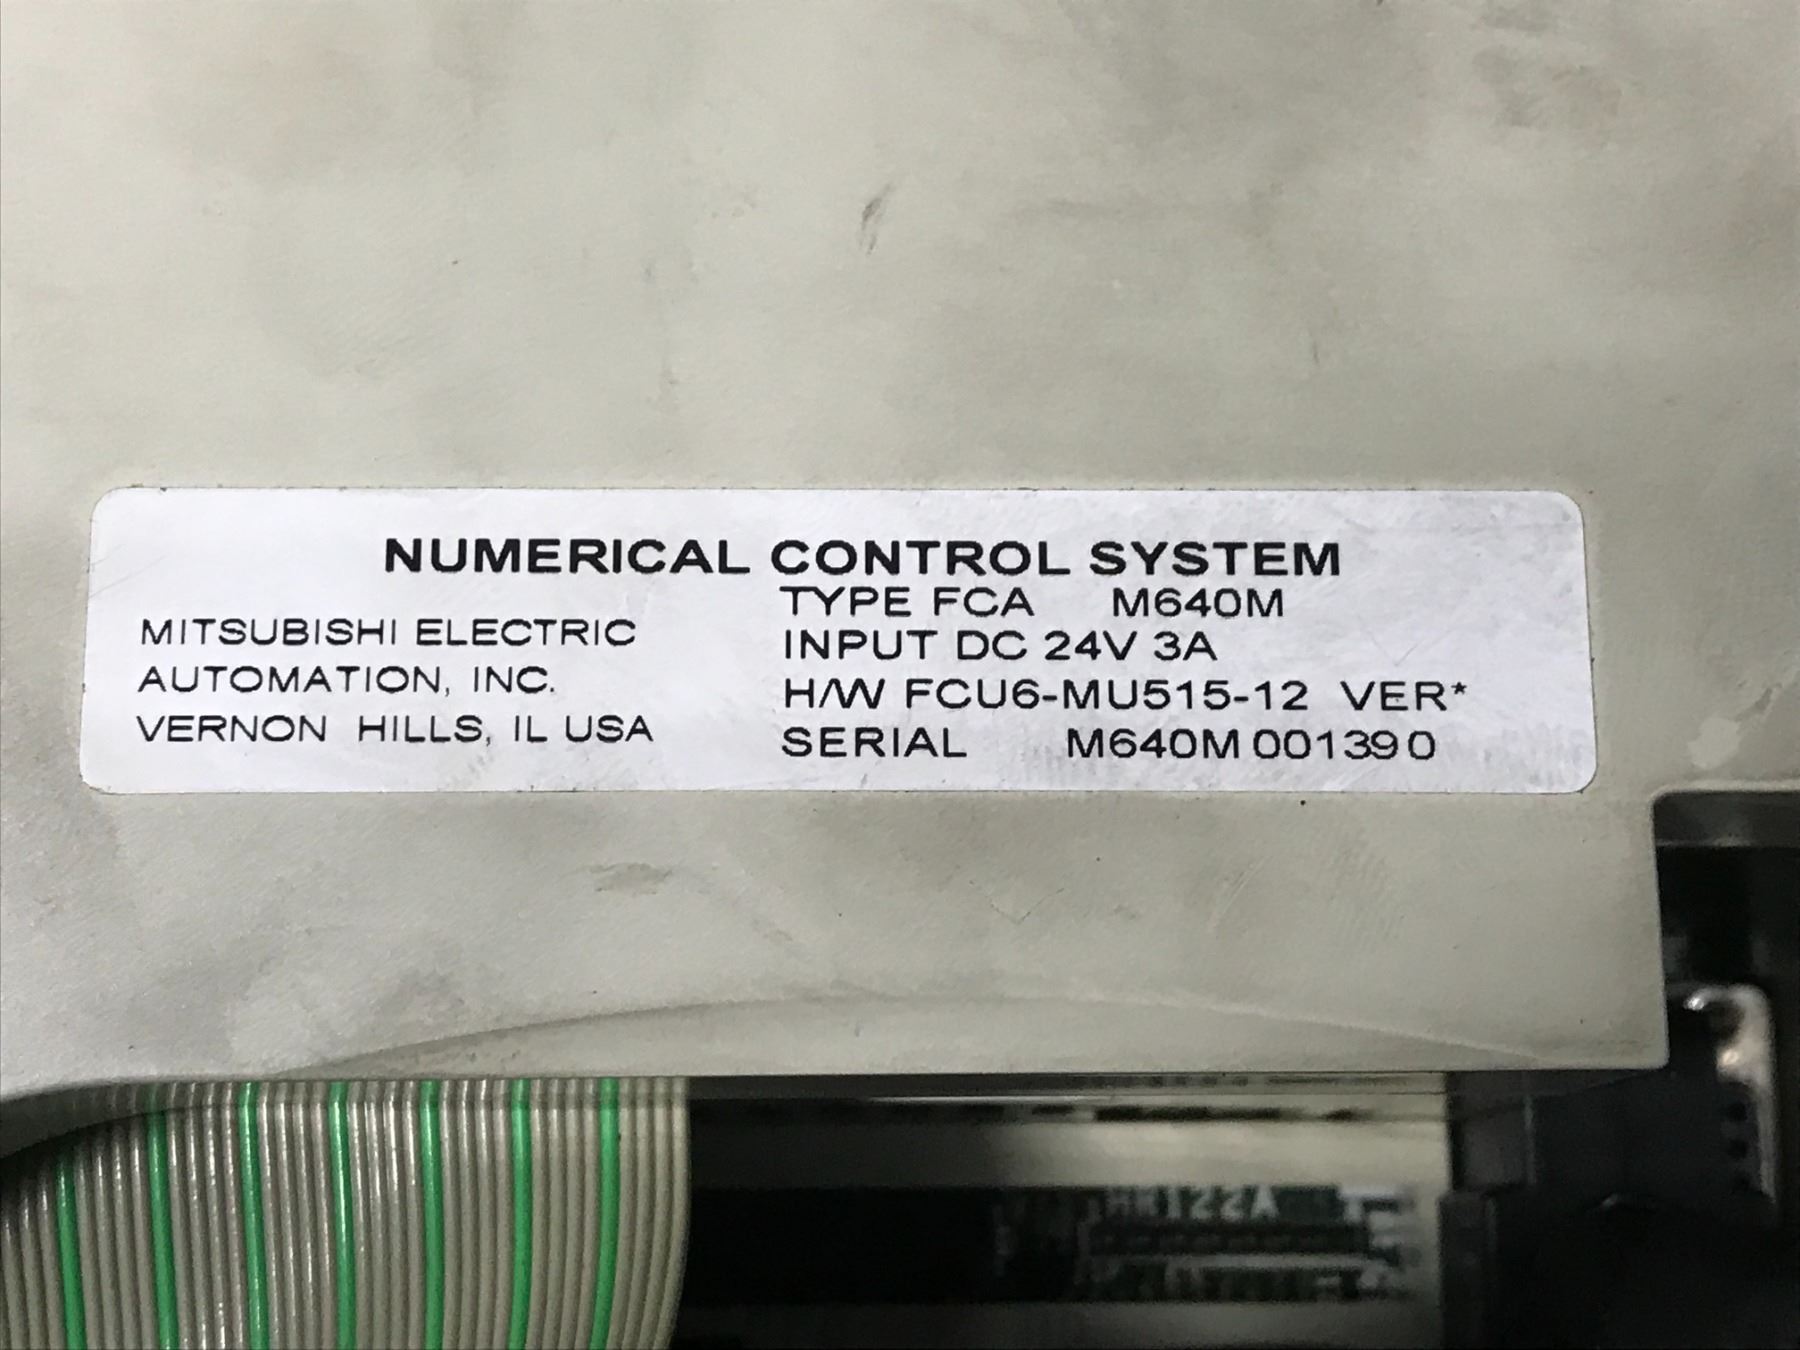 NUMERICAL CONTROL SYSTEM
MITSUBISHI ELECTRIC
AUTOMATION, INC.
VERNON HILLS, IL USA
TYPE FCA M640M
INPUT DC 24V 3A
H/W FCU6-MU515-12 VER*
SERIAL M640M 001390